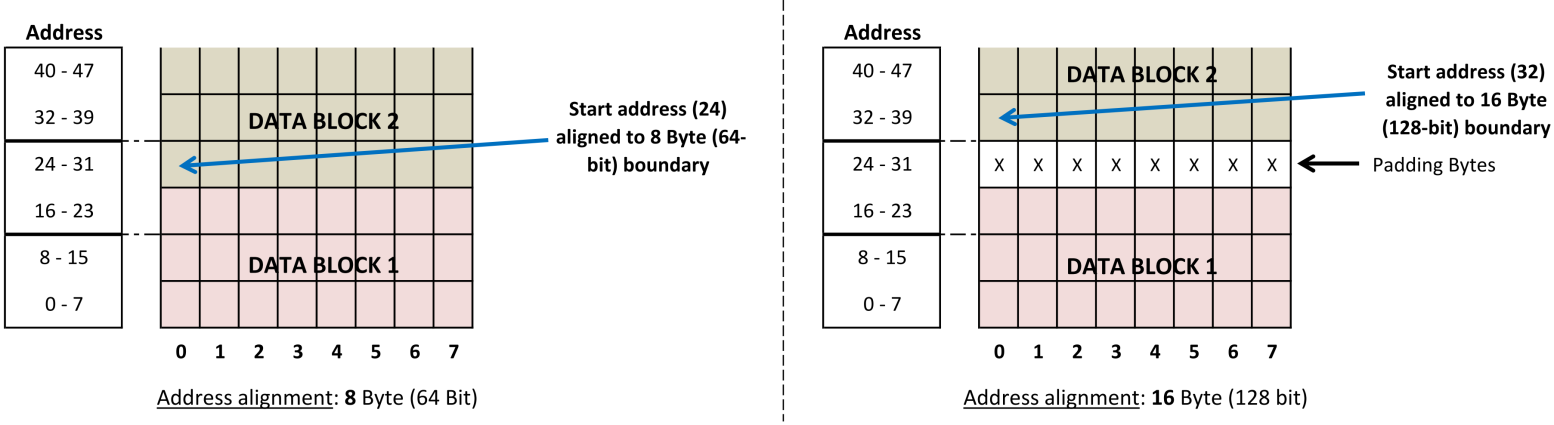 Address
40 - 47
32 - 39
24 - 31
16 - 23
8 - 15
0 - 7
DATA BLOCK 2
DATA BLOCK 1
0 1 2 3 4 5 6 7
Start address (24)
aligned to 8 Byte (64-
bit) boundary
Address alignment: 8 Byte (64 Bit)
Address
40 - 47
32 - 39
24 - 31
16 - 23
8 - 15
0 - 7
DATA BLOCK 2
X X X X X X X X
DATA BLOCK 1
0 1 2 3 4 5 6 7
Start address (32)
aligned to 16 Byte
(128-bit) boundary
Padding Bytes
Address alignment: 16 Byte (128 bit)